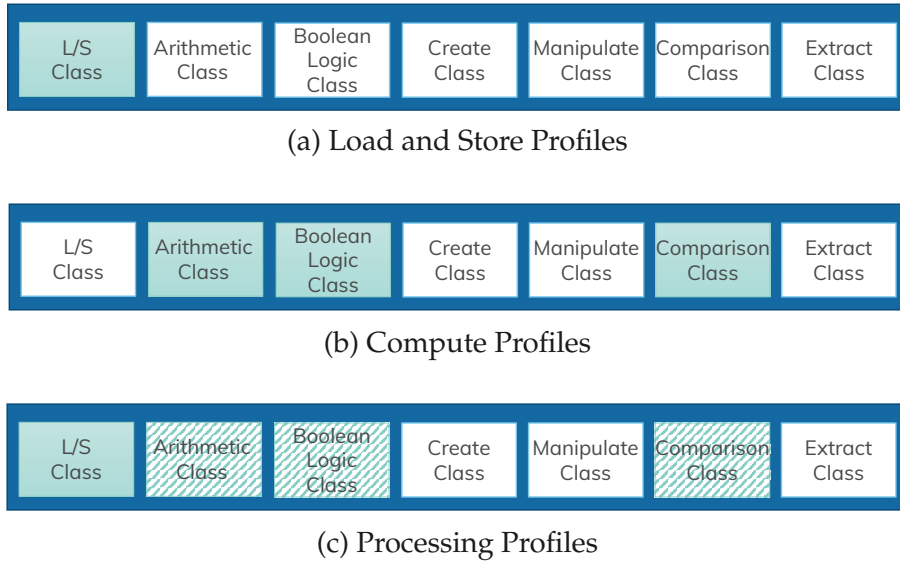 L/S
Class
Arithmetic
Class
Boolean
Logic
Class
Create
Class
Manipulate
Class
Comparison
Class
Extract
Class
(a) Load and Store Profiles
L/S
Class
Arithmetic
Class
Boolean
Logic
Class
Create
Class
Manipulate
Class
Comparison
Class
Extract
Class
(b) Compute Profiles
L/S
Class
Arithmetic
Class
Boolean
Logic
Class
Create
Class
Manipulate
Class
Comparison
Class
Extract
Class
(c) Processing Profiles